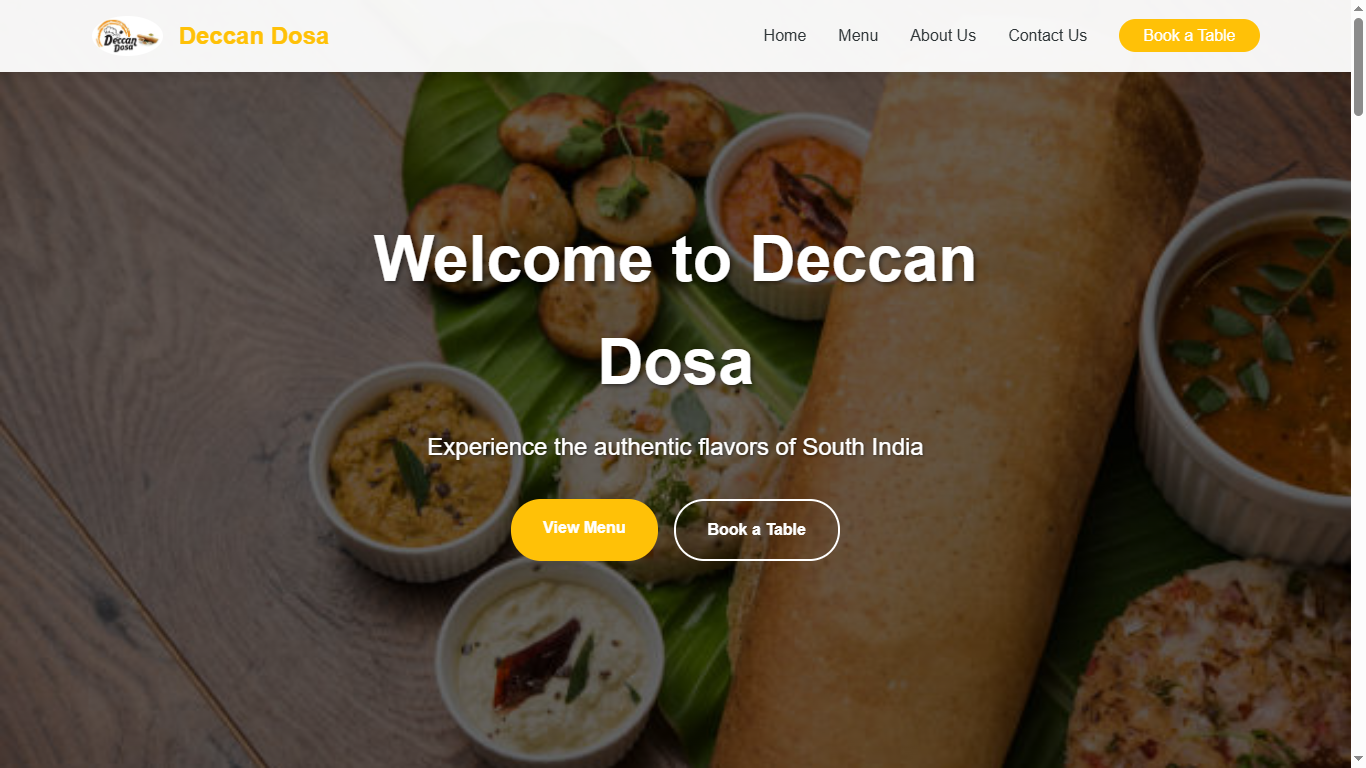 Deccan
Dosa
Deccan Dosa
Home
Menu
About Us
Contact Us
Book a Table
Welcome to Deccan
Dosa
Experience the authentic flavors of South India
View Menu
Book a Table